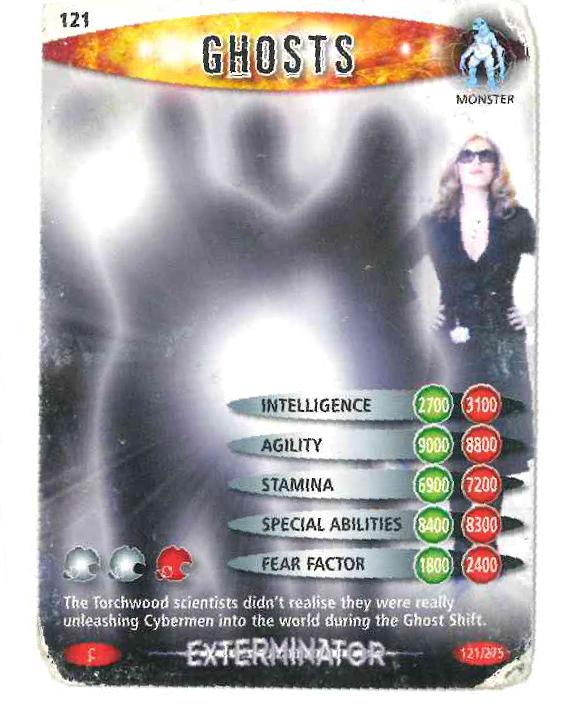 121
GHOSTS
MONSTER
INTELLIGENCE 2700 3100
AGILITY 9000 8800
STAMINA 6900 7200
SPECIAL ABILITIES 8400 8300
FEAR FACTOR 1800 2400
The Torchwood scientists didn't realise they were really
unleashing Cybermen into the world during the Ghost Shift.
EXTERMINATOR
121/275